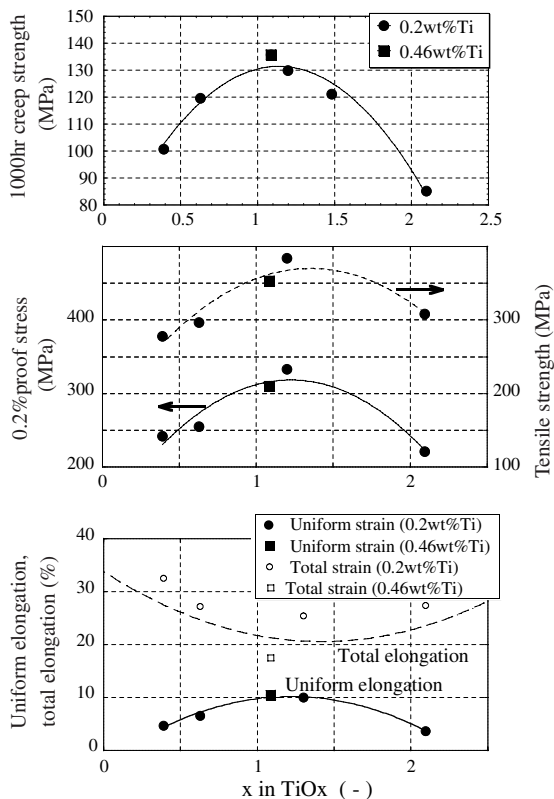 150
140
130
120
110
100
90
80
1000hr creep strength
(MPa)
0.2wt%Ti
0.46wt%Ti
0 0.5 1 1.5 2 2.5
400
300
200
0.2%proof stress
(MPa)
300
200
100
Tensile strength (MPa)
0 1 2
40
30
20
10
0
Uniform elongation,
total elongation (%)
Uniform strain (0.2wt%Ti)
Uniform strain (0.46wt%Ti)
Total strain (0.2wt%Ti)
Total strain (0.46wt%Ti)
Total elongation
Uniform elongation
0 1 2
x in TiOx ( - )